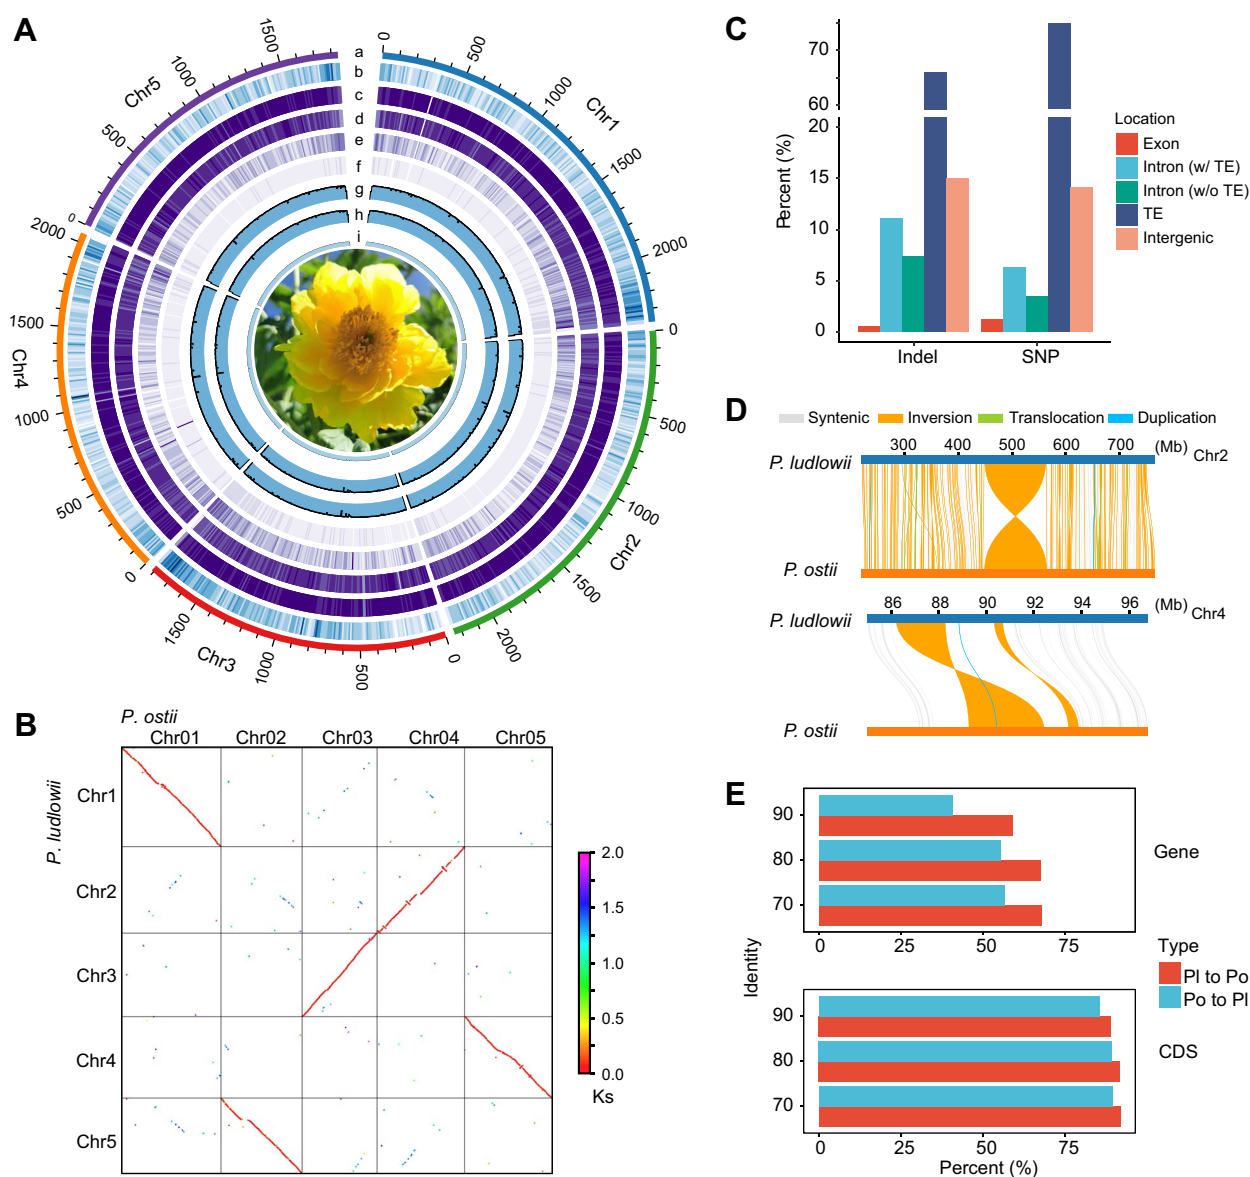 A
a
b
c
d
e
f
g
h
i
0
500
1000
1500
2000
Chr1
0
500
1000
1500
2000
Chr2
0
500
1000
1500
Chr3
0
500
1000
1500
2000
Chr4
0
500
1000
1500
Chr5
B
P. ostii
Chr01 Chr02 Chr03 Chr04 Chr05
P. ludlowii
Chr1
Chr2
Chr3
Chr4
Chr5
2.0
1.5
1.0
0.5
0.0
Ks
C
Percent (%)
70
60
20
15
10
5
0
Indel SNP
Location
Exon
Intron (w/ TE)
Intron (w/o TE)
TE
Intergenic
D
Syntenic Inversion Translocation Duplication
300 400 500 600 700 (Mb) Chr2
P. ludlowii
P. ostii
86 88 90 92 94 96 (Mb) Chr4
P. ludlowii
P. ostii
E
Identity
90
80
70
0 25 50 75
Gene
90
80
70
0 25 50 75
CDS
Percent (%)
Type
Pl to Po
Po to Pl